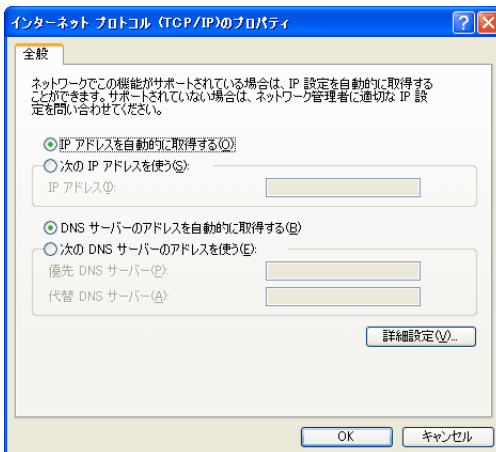 インターネット プロトコル (TCP/IP)のプロパティ
全般
ネットワークでこの機能がサポートされている場合は、IP 設定を自動的に取得する
ことができます。サポートされていない場合は、ネットワーク管理者に適切な IP 設
定を問い合わせてください。
IP アドレスを自動的に取得する(O)
次の IP アドレスを使う(S):
IP アドレス(I):
DNS サーバーのアドレスを自動的に取得する(B)
次の DNS サーバーのアドレスを使う(E):
優先 DNS サーバー(P):
代替 DNS サーバー(A):
詳細設定(V)...
OK
キャンセル